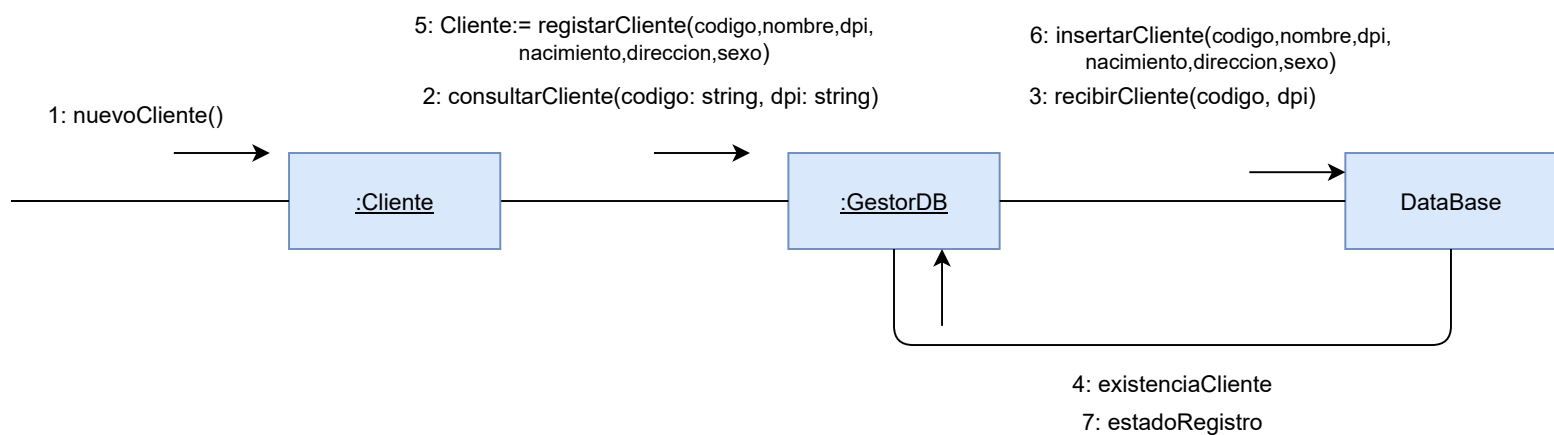 5: Cliente:= registarCliente(codigo,nombre,dpi,
nacimiento,direccion,sexo)
6: insertarCliente(codigo,nombre,dpi,
nacimiento,direccion,sexo)
2: consultarCliente(codigo: string, dpi: string)
3: recibirCliente(codigo, dpi)
1: nuevoCliente()
:Cliente
:GestorDB
DataBase
4: existenciaCliente
7: estadoRegistro